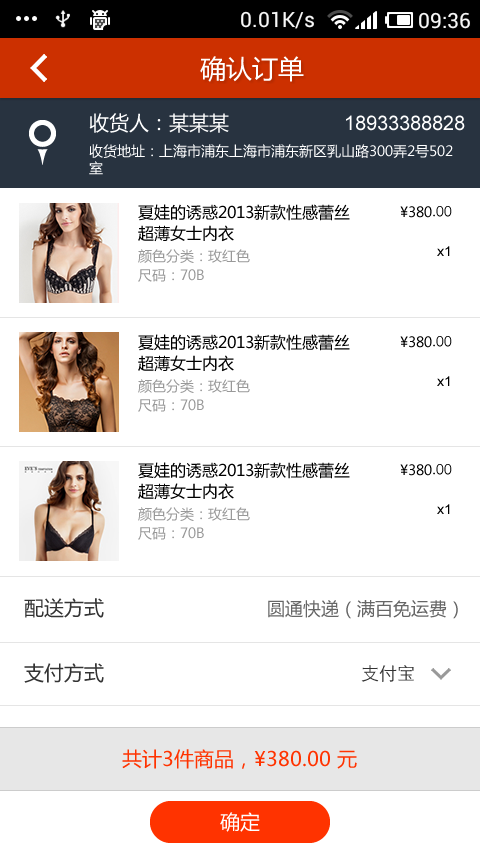 0.01K/s 09:36
确认订单
收货人：某某某 18933388828
收货地址：上海市浦东上海市浦东新区乳山路300弄2号502
室
夏娃的诱惑2013新款性感蕾丝 ¥380.00
超薄女士内衣
颜色分类：玫红色 x1
尺码：70B
夏娃的诱惑2013新款性感蕾丝 ¥380.00
超薄女士内衣
颜色分类：玫红色 x1
尺码：70B
夏娃的诱惑2013新款性感蕾丝 ¥380.00
超薄女士内衣
颜色分类：玫红色 x1
尺码：70B
配送方式 圆通快递（满百免运费）
支付方式 支付宝
共计3件商品，¥380.00 元
确定